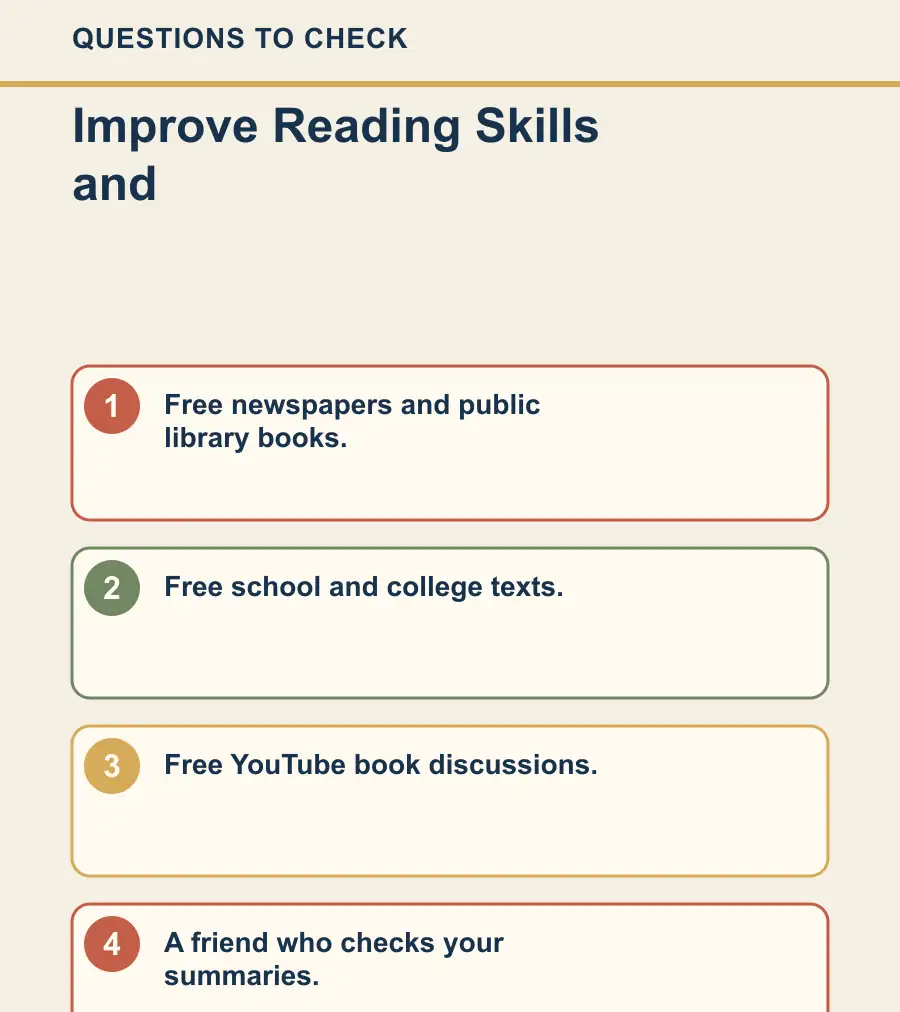 QUESTIONS TO CHECK
Improve Reading Skills
and
1
Free newspapers and public
library books.
2
Free school and college texts.
3
Free YouTube book discussions.
4
A friend who checks your
summaries.